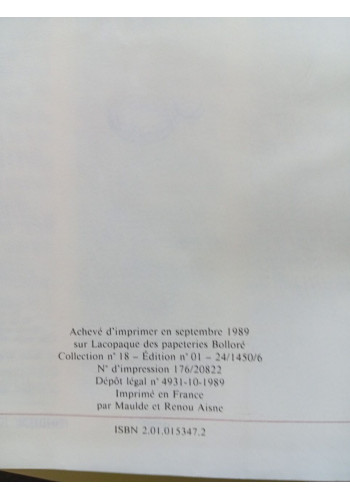 Achevé d'imprimer en septembre 1989
sur Lacopaque des papeteries Bolloré
Collection n° 18 – Édition n° 01 – 24/1450/6
N° d'impression 176/20822
Dépôt légal n° 4931-10-1989
Imprimé en France
par Maulde et Renou Aisne
ISBN 2.01.015347.2